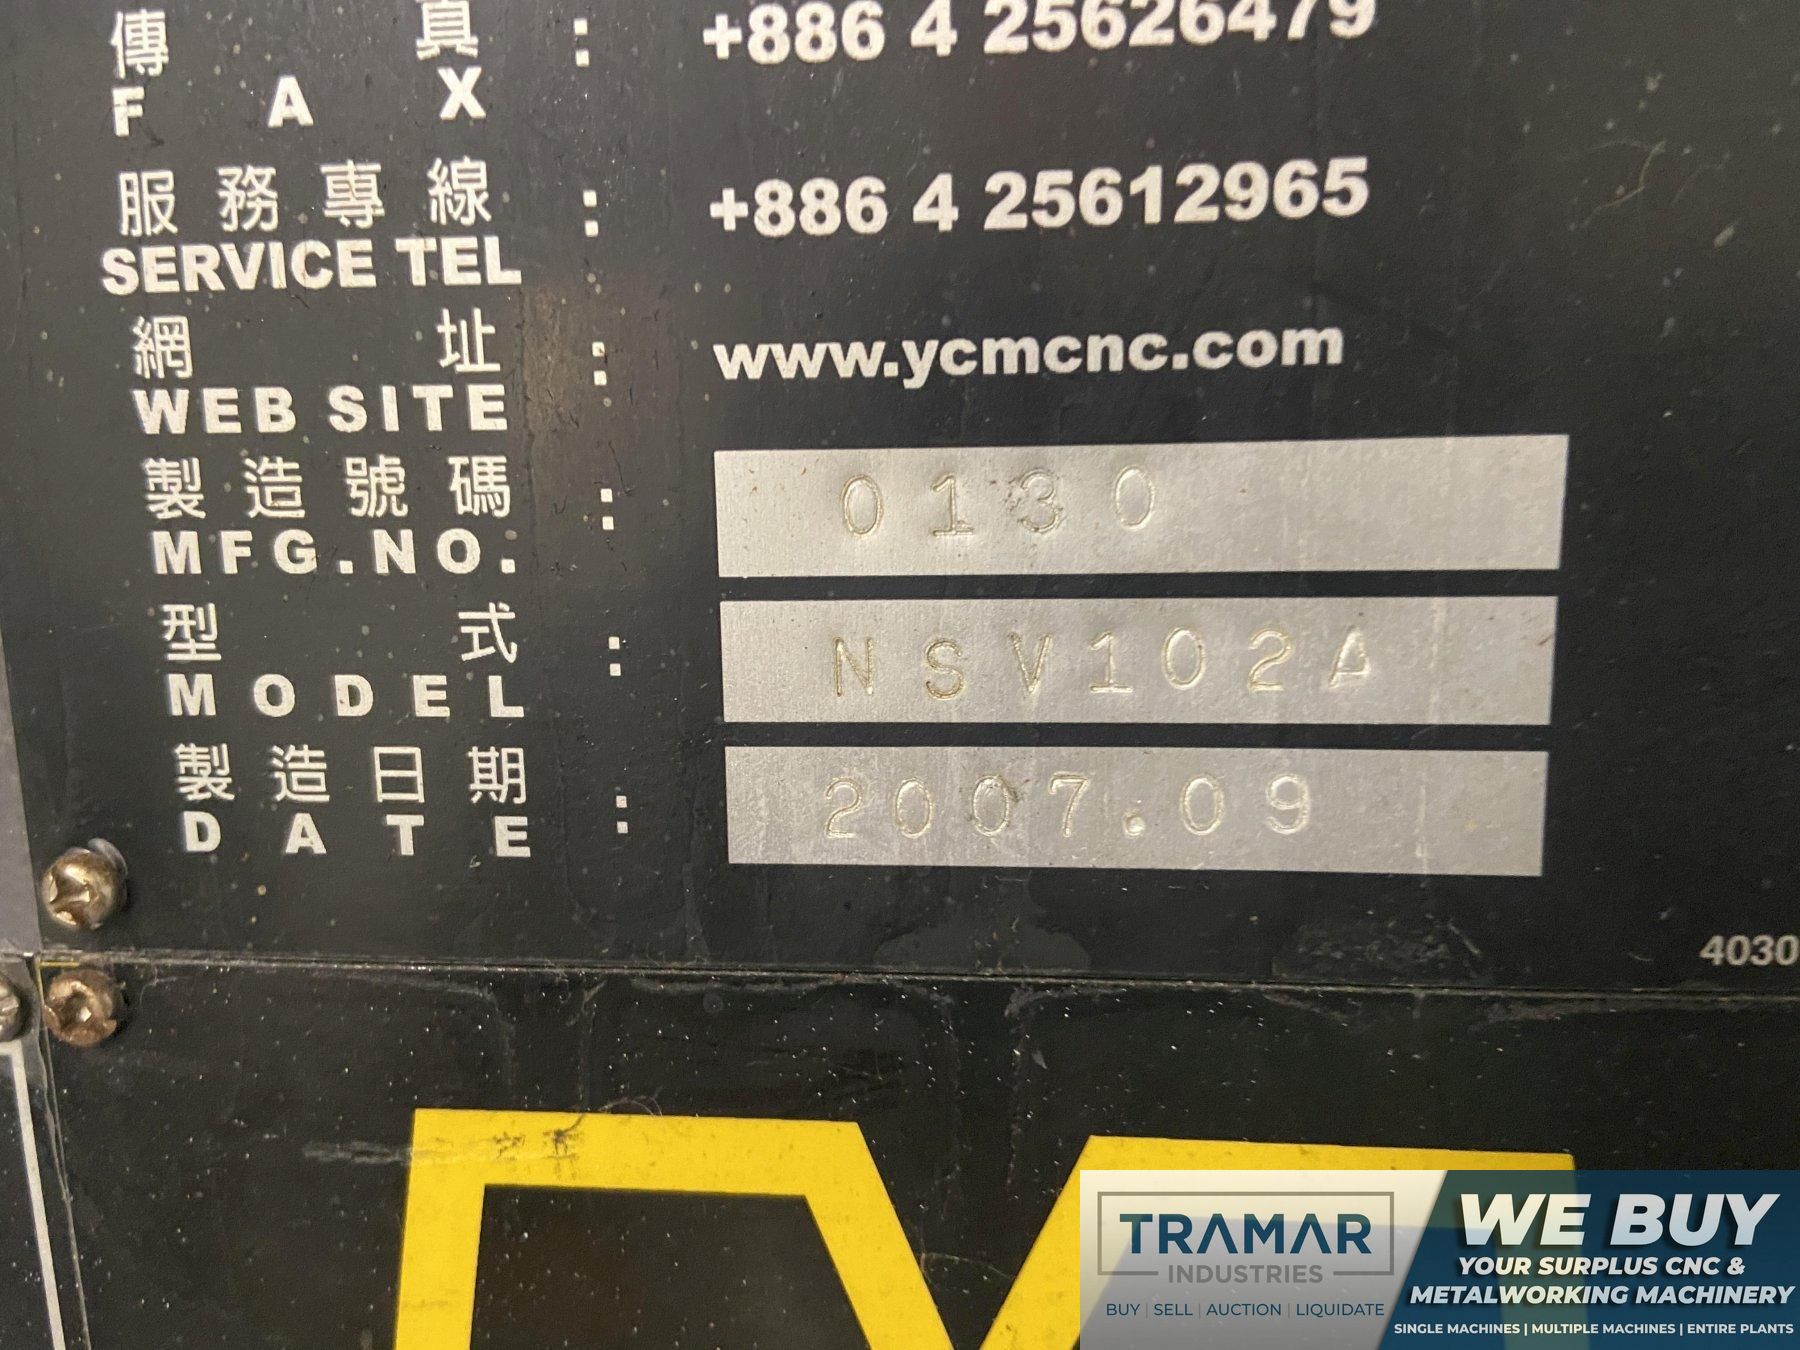 傳 真 : +886 4 25626479
F A X
服務專線 : +886 4 25612965
SERVICE TEL
網 址 : www.ycmcnc.com
WEB SITE
製造號碼 : 0130
MFG.NO.
型 式 : NSV102A
MODEL
製造日期 : 2007.09
DATE
4030
TRAMAR
INDUSTRIES
BUY | SELL | AUCTION | LIQUIDATE
WE BUY
YOUR SURPLUS CNC &
METALWORKING MACHINERY
SINGLE MACHINES | MULTIPLE MACHINES | ENTIRE PLANTS